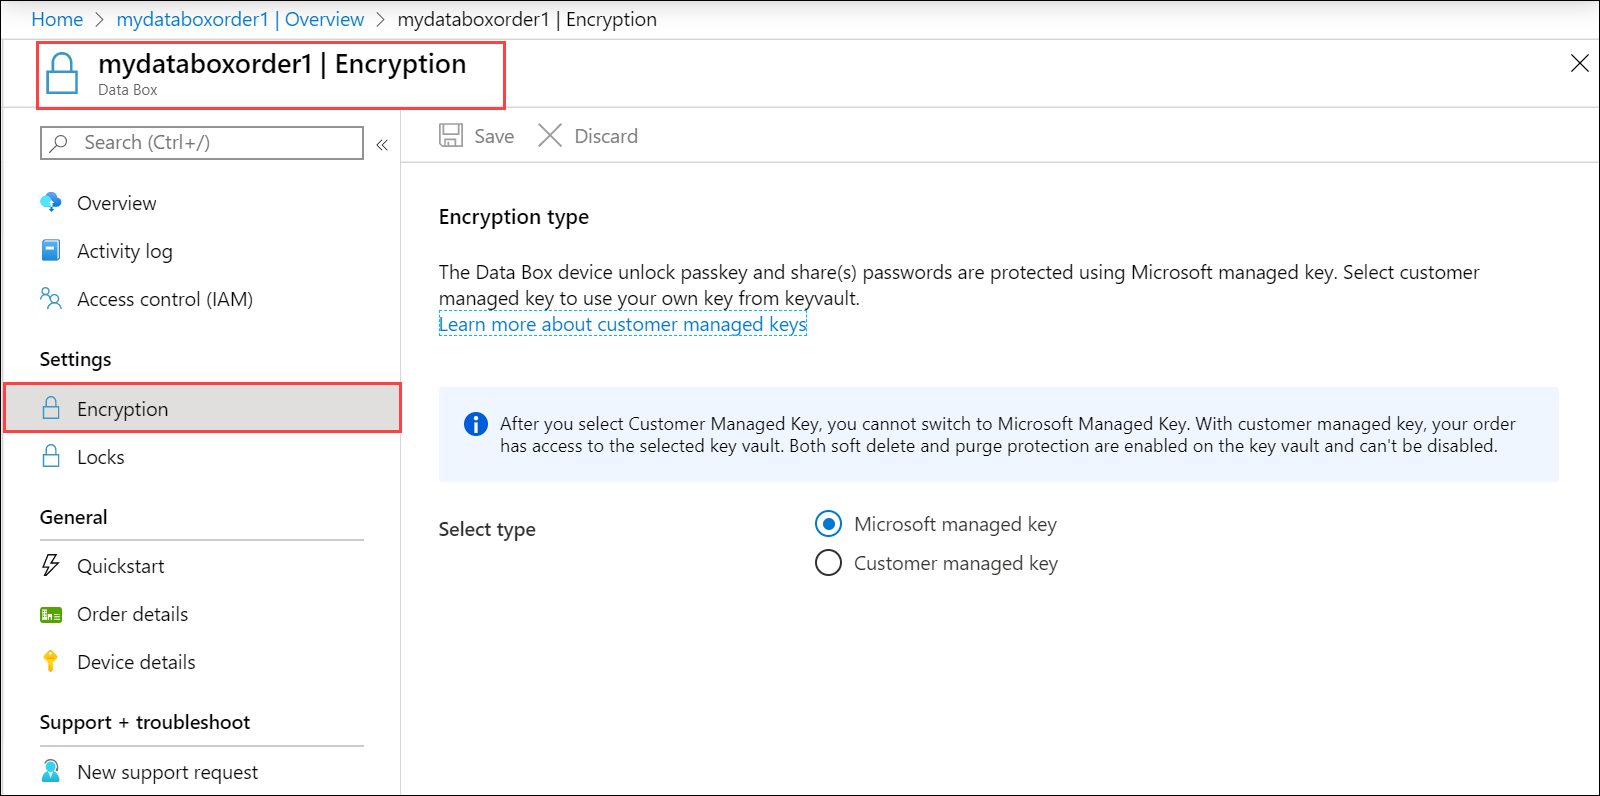 Home > mydataboxorder1 | Overview > mydataboxorder1 | Encryption
mydataboxorder1 | Encryption
Data Box
Search (Ctrl+/)
«
Overview
Activity log
Access control (IAM)
Settings
Encryption
Locks
General
Quickstart
Order details
Device details
Support + troubleshoot
New support request
Save
Discard
Encryption type
The Data Box device unlock passkey and share(s) passwords are protected using Microsoft managed key. Select customer
managed key to use your own key from keyvault.
Learn more about customer managed keys
After you select Customer Managed Key, you cannot switch to Microsoft Managed Key. With customer managed key, your order
has access to the selected key vault. Both soft delete and purge protection are enabled on the key vault and can't be disabled.
Select type
Microsoft managed key
Customer managed key